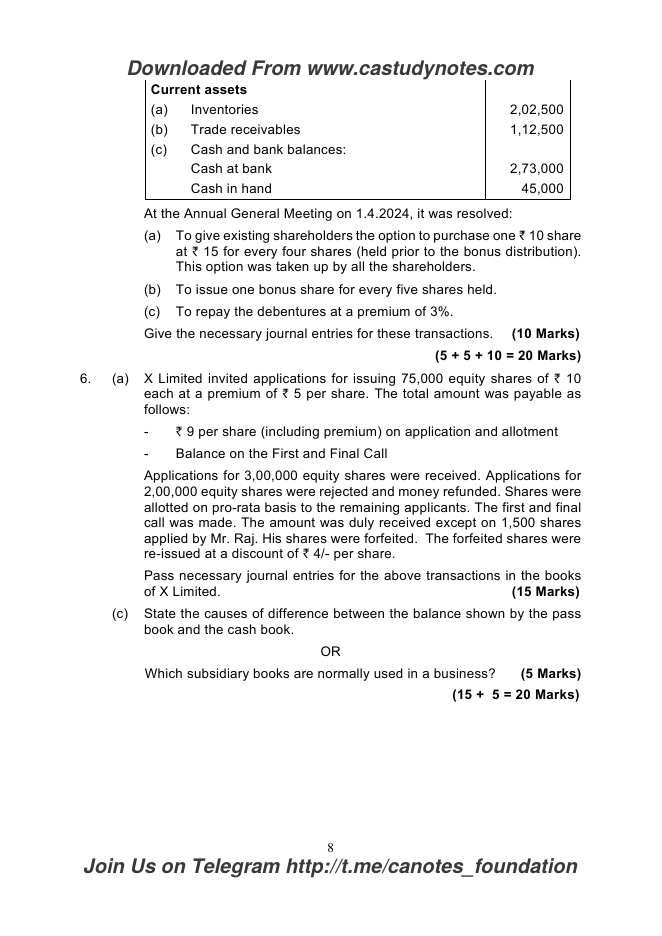 Downloaded From www.castudynotes.com
Current assets
(a) Inventories 2,02,500
(b) Trade receivables 1,12,500
(c) Cash and bank balances:
Cash at bank 2,73,000
Cash in hand 45,000
At the Annual General Meeting on 1.4.2024, it was resolved:
(a) To give existing shareholders the option to purchase one ₹ 10 share
at ₹ 15 for every four shares (held prior to the bonus distribution).
This option was taken up by all the shareholders.
(b) To issue one bonus share for every five shares held.
(c) To repay the debentures at a premium of 3%.
Give the necessary journal entries for these transactions. (10 Marks)
(5 + 5 + 10 = 20 Marks)
6. (a) X Limited invited applications for issuing 75,000 equity shares of ₹ 10
each at a premium of ₹ 5 per share. The total amount was payable as
follows:
- ₹ 9 per share (including premium) on application and allotment
- Balance on the First and Final Call
Applications for 3,00,000 equity shares were received. Applications for
2,00,000 equity shares were rejected and money refunded. Shares were
allotted on pro-rata basis to the remaining applicants. The first and final
call was made. The amount was duly received except on 1,500 shares
applied by Mr. Raj. His shares were forfeited. The forfeited shares were
re-issued at a discount of ₹ 4/- per share.
Pass necessary journal entries for the above transactions in the books
of X Limited. (15 Marks)
(c) State the causes of difference between the balance shown by the pass
book and the cash book.
OR
Which subsidiary books are normally used in a business? (5 Marks)
(15 + 5 = 20 Marks)
8
Join Us on Telegram http://t.me/canotes_foundation